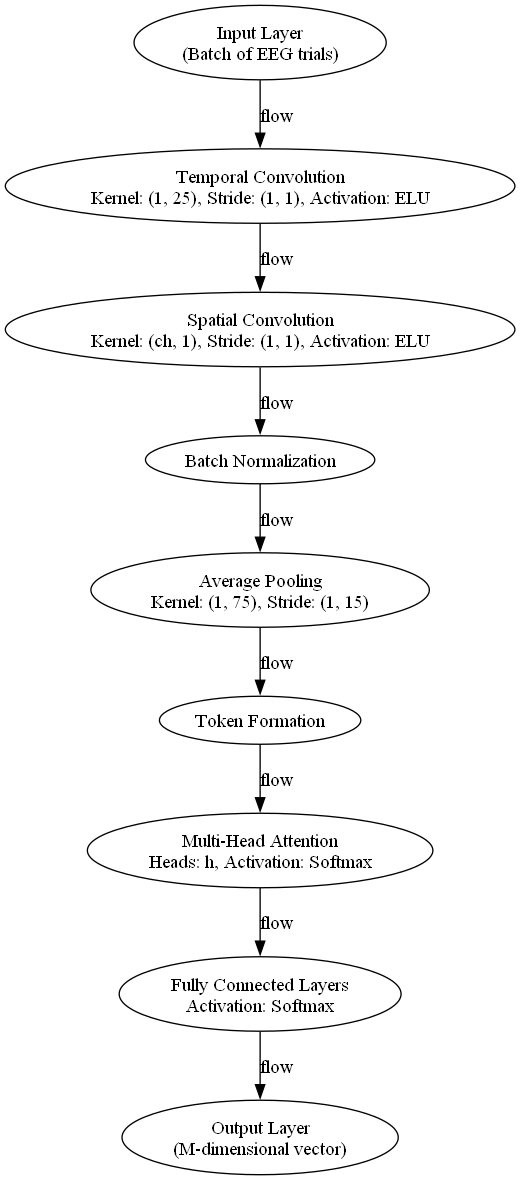 Input Layer
(Batch of EEG trials)
flow
Temporal Convolution
Kernel: (1, 25), Stride: (1, 1), Activation: ELU
flow
Spatial Convolution
Kernel: (ch, 1), Stride: (1, 1), Activation: ELU
flow
Batch Normalization
flow
Average Pooling
Kernel: (1, 75), Stride: (1, 15)
flow
Token Formation
flow
Multi-Head Attention
Heads: h, Activation: Softmax
flow
Fully Connected Layers
Activation: Softmax
flow
Output Layer
(M-dimensional vector)